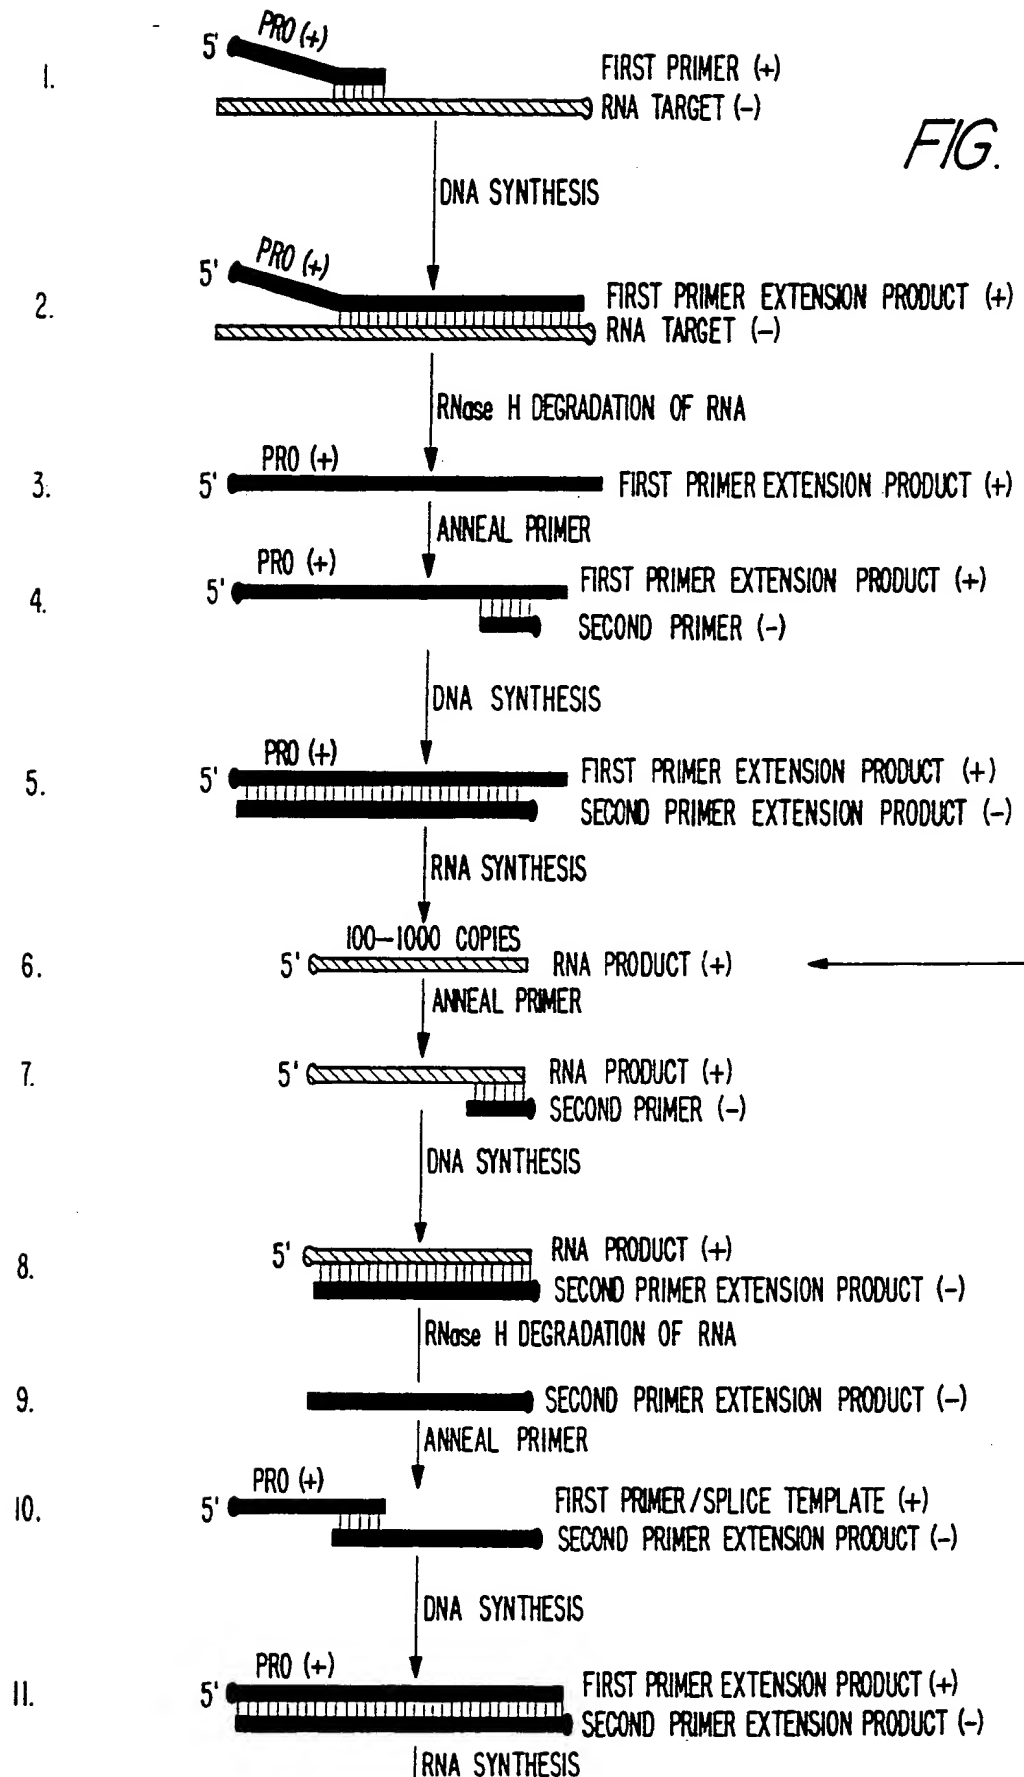 1.
5' PRO (+)
FIRST PRIMER (+)
RNA TARGET (-)
FIG.
DNA SYNTHESIS
2.
5' PRO (+)
FIRST PRIMER EXTENSION PRODUCT (+)
RNA TARGET (-)
RNase H DEGRADATION OF RNA
3.
PRO (+)
5' FIRST PRIMER EXTENSION PRODUCT (+)
ANNEAL PRIMER
4.
PRO (+)
5' FIRST PRIMER EXTENSION PRODUCT (+)
SECOND PRIMER (-)
DNA SYNTHESIS
5.
PRO (+)
5' FIRST PRIMER EXTENSION PRODUCT (+)
SECOND PRIMER EXTENSION PRODUCT (-)
RNA SYNTHESIS
100-1000 COPIES
6. 5' RNA PRODUCT (+)
ANNEAL PRIMER
7. 5' RNA PRODUCT (+)
SECOND PRIMER (-)
DNA SYNTHESIS
8. 5' RNA PRODUCT (+)
SECOND PRIMER EXTENSION PRODUCT (-)
RNase H DEGRADATION OF RNA
9. SECOND PRIMER EXTENSION PRODUCT (-)
ANNEAL PRIMER
PRO (+)
10. 5' FIRST PRIMER/SPLICE TEMPLATE (+)
SECOND PRIMER EXTENSION PRODUCT (-)
DNA SYNTHESIS
PRO (+)
11. 5' FIRST PRIMER EXTENSION PRODUCT (+)
SECOND PRIMER EXTENSION PRODUCT (-)
RNA SYNTHESIS